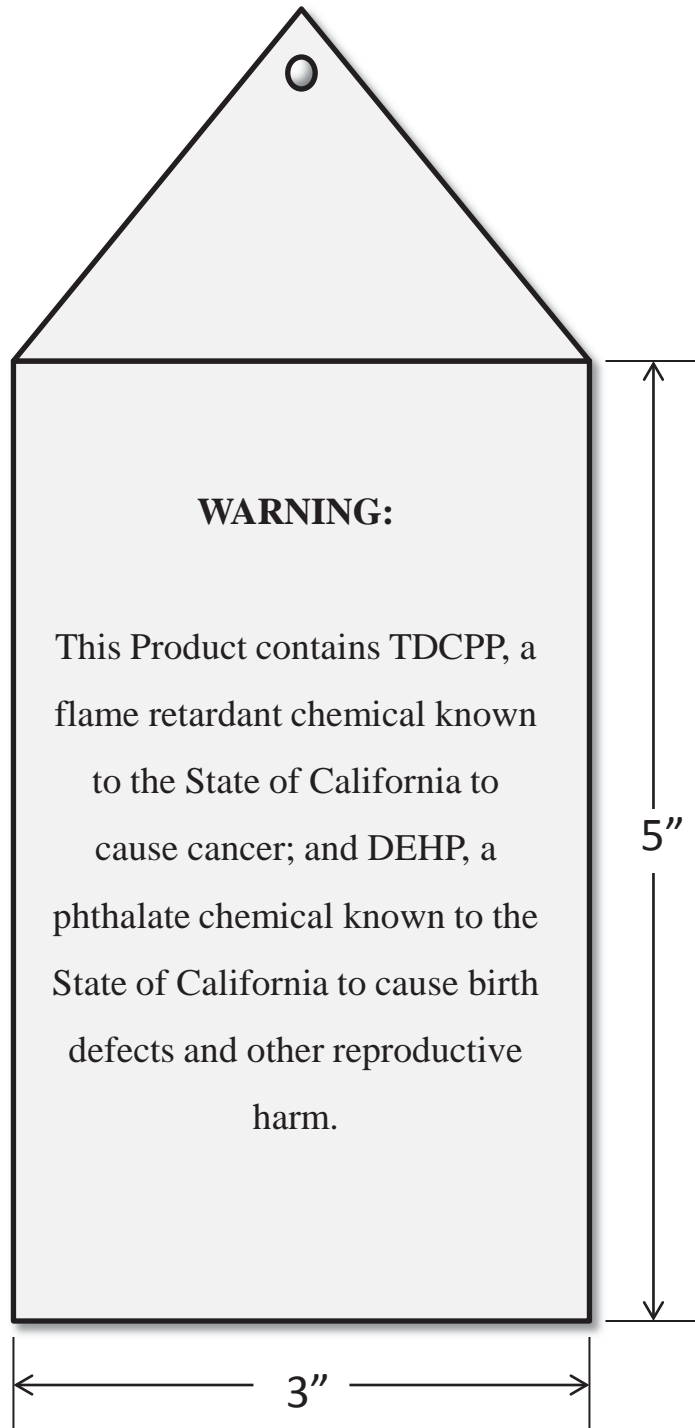 WARNING:
This Product contains TDCPP, a
flame retardant chemical known
to the State of California to
cause cancer; and DEHP, a
phthalate chemical known to the
State of California to cause birth
defects and other reproductive
harm.
5”
3”